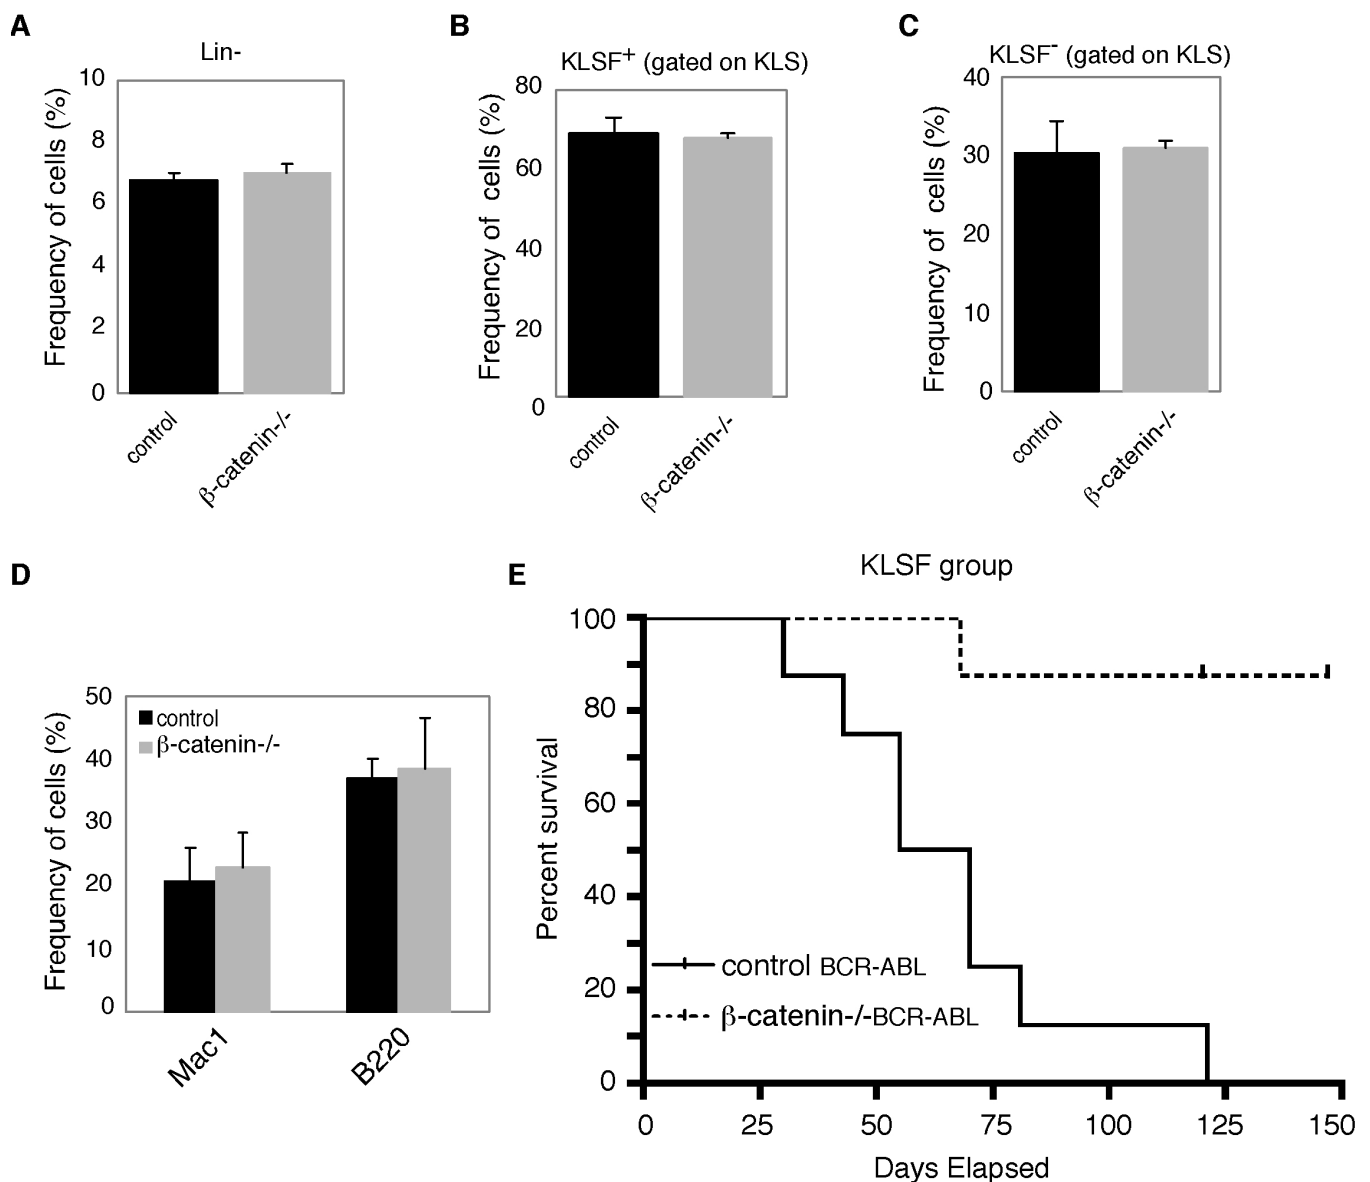 A
Lin-
Frequency of cells (%)
10
8
6
4
2
0
control
β-catenin-/-
B
KLSF+ (gated on KLS)
Frequency of cells (%)
80
60
40
20
0
control
β-catenin-/-
C
KLSF- (gated on KLS)
Frequency of cells (%)
40
30
20
10
0
control
β-catenin-/-
D
Frequency of cells (%)
50
40
30
20
10
0
control
β-catenin-/-
Mac1
B220
E
KLSF group
Percent survival
100
80
60
40
20
0
control BCR-ABL
β-catenin-/-BCR-ABL
0 25 50 75 100 125 150
Days Elapsed